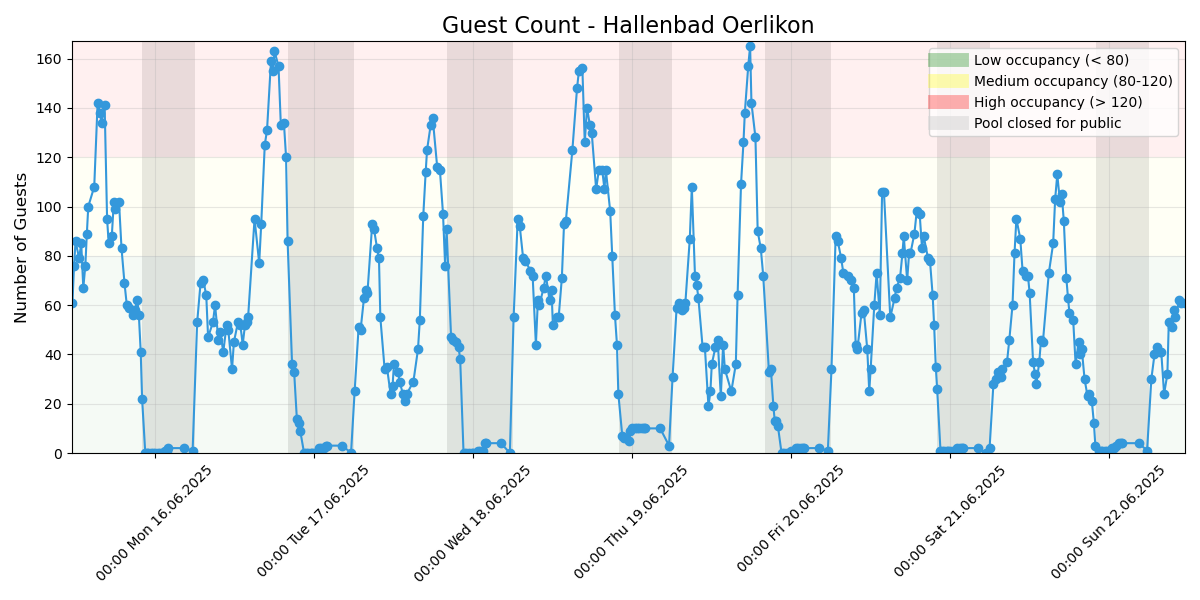 Guest Count - Hallenbad Oerlikon
Number of Guests
160
140
120
100
80
60
40
20
0
Low occupancy (< 80)
Medium occupancy (80-120)
High occupancy (> 120)
Pool closed for public
00:00 Mon 16.06.2025
00:00 Tue 17.06.2025
00:00 Wed 18.06.2025
00:00 Thu 19.06.2025
00:00 Fri 20.06.2025
00:00 Sat 21.06.2025
00:00 Sun 22.06.2025